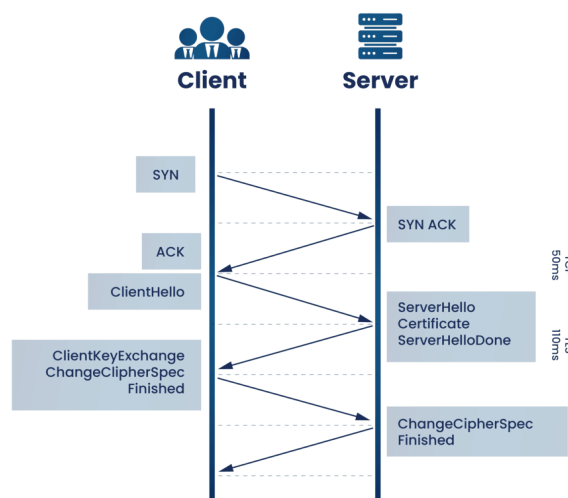 Client
Server
SYN
SYN ACK
ACK
50ms
ClientHello
ServerHello
Certificate
ServerHelloDone
110ms
ClientKeyExchange
ChangeClipherSpec
Finished
ChangeCipherSpec
Finished